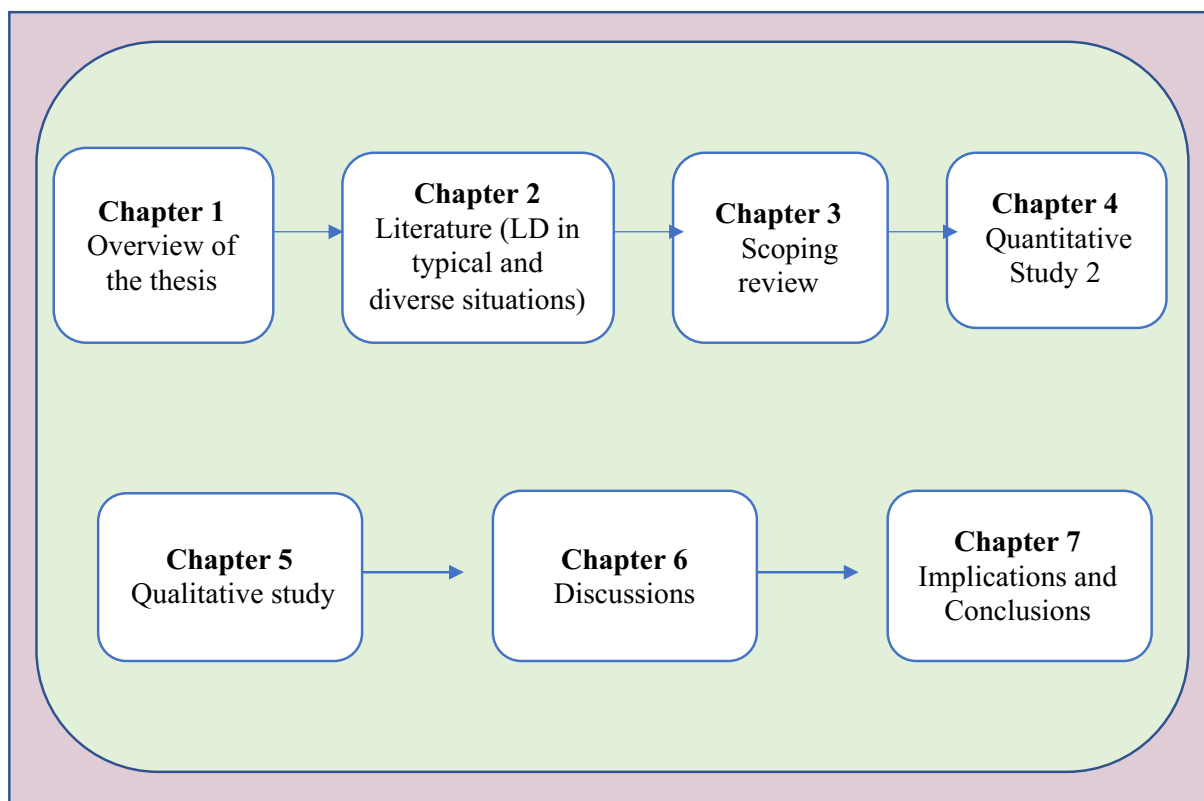 Chapter 1
Overview of
the thesis
Chapter 2
Literature (LD in
typical and
diverse situations)
Chapter 3
Scoping
review
Chapter 4
Quantitative
Study 2
Chapter 5
Qualitative study
Chapter 6
Discussions
Chapter 7
Implications and
Conclusions